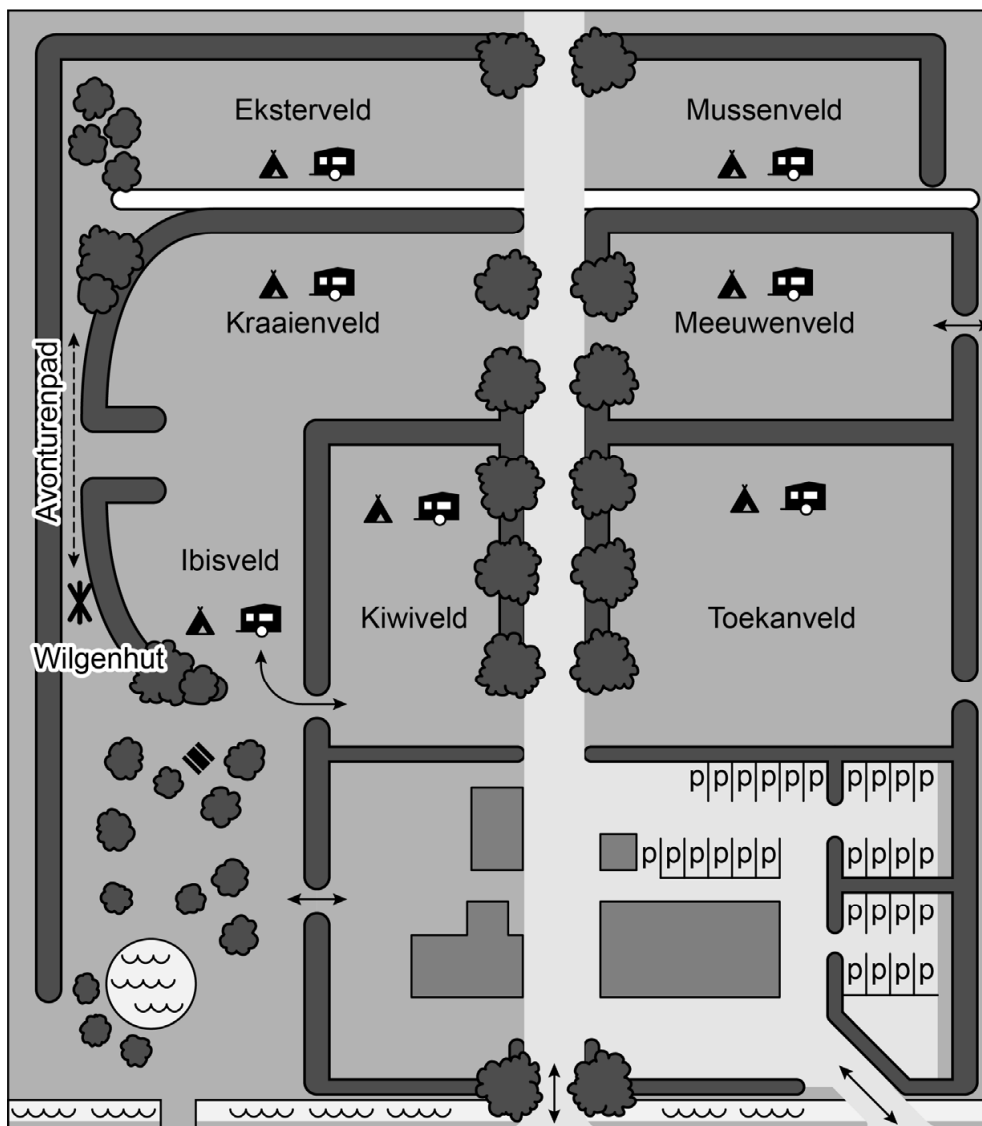 Eksterveld
Mussenveld
Kraaienveld
Meeuwenveld
Avonturenpad
Ibisveld
Kiwiveld
Toekanveld
Wilgenhut
p p p p p p p p p p
p p p p p p p p p p
p p p p
p p p p